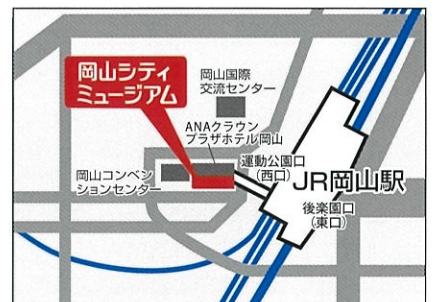 岡山シティ
ミュージアム
岡山国際
交流センター
ANAクラウン
プラザホテル岡山
運動公園口
(西口)
岡山コンベン
ションセンター
JR岡山駅
後楽園口
(東口)